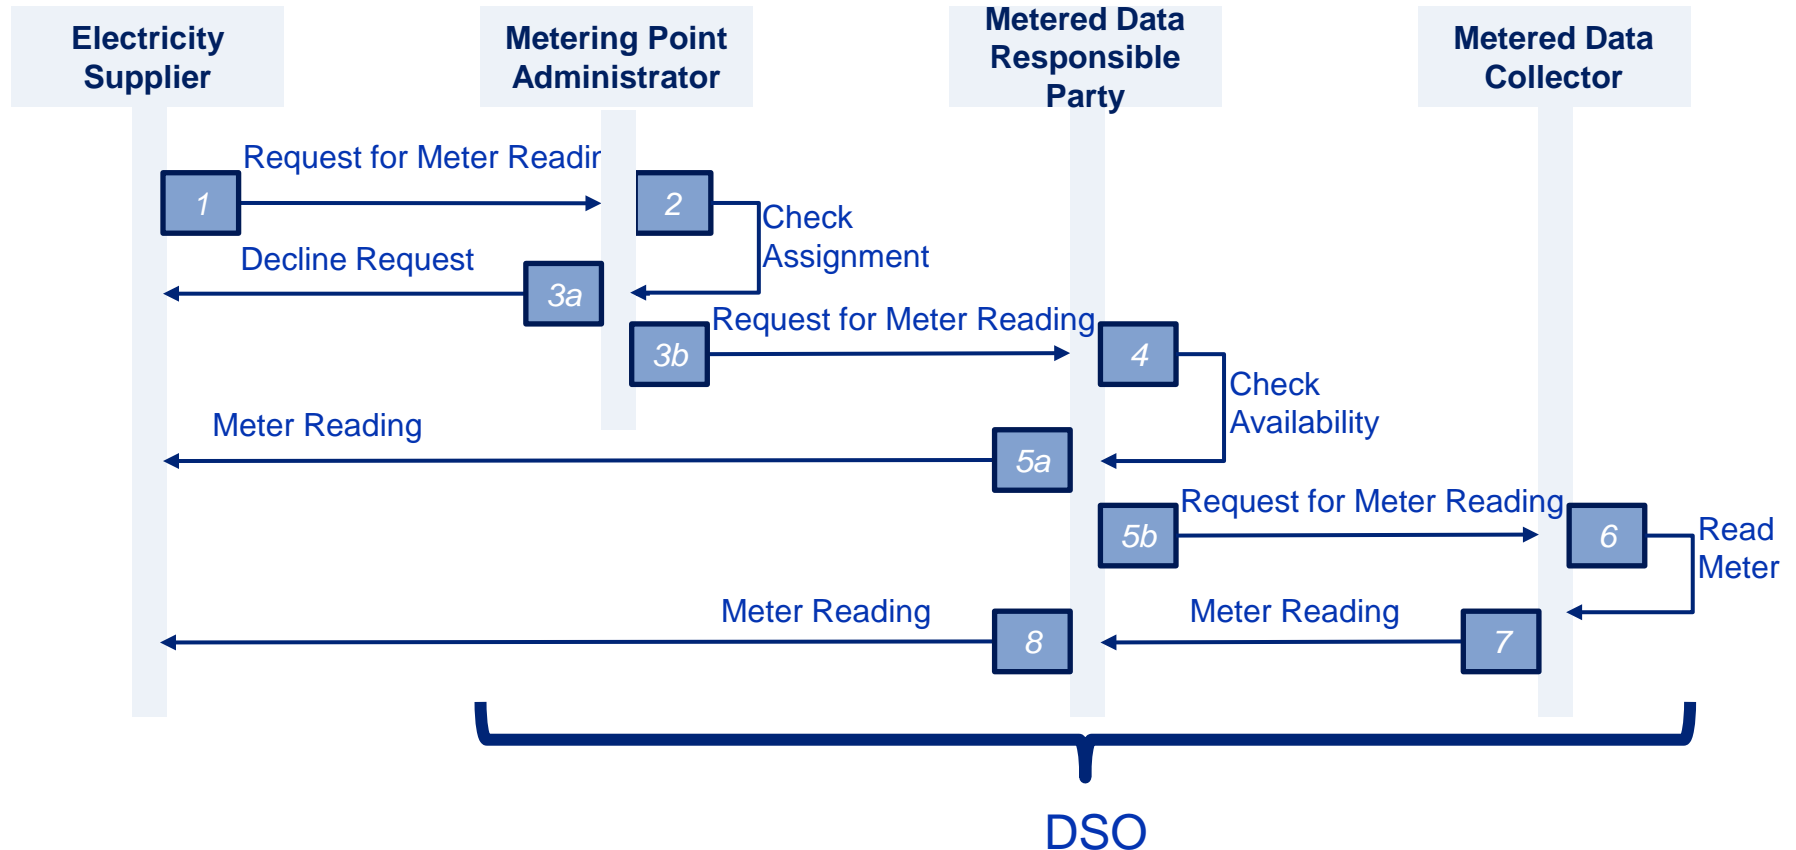 Electricity
Supplier
Metering Point
Administrator
Metered Data
Responsible
Party
Metered Data
Collector
Request for Meter Readin
1
2
Check
Assignment
Decline Request
3a
Request for Meter Reading
3b
4
Check
Availability
Meter Reading
5a
Request for Meter Reading
5b
6
Read
Meter
Meter Reading
8
Meter Reading
7
DSO